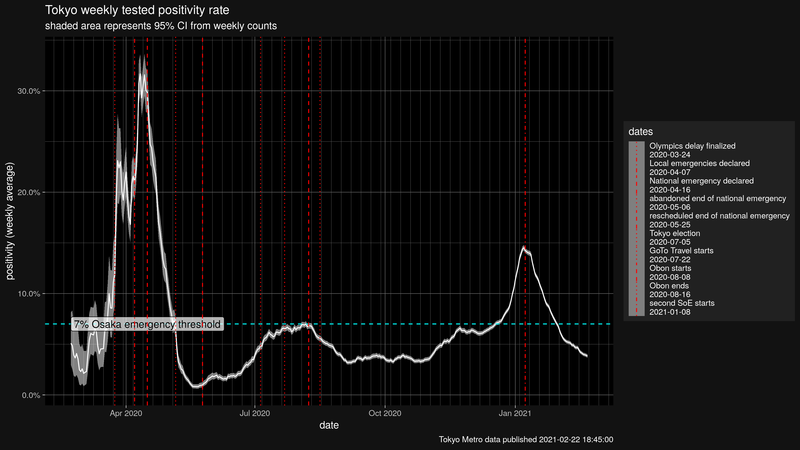 Tokyo weekly tested positivity rate
shaded area represents 95% CI from weekly counts
positivity (weekly average)
30.0%
20.0%
10.0%
0.0%
7% Osaka emergency threshold
Apr 2020
Jul 2020
Oct 2020
Jan 2021
date
dates
Olympics delay finalized
2020-03-24
Local emergencies declared
2020-04-07
National emergency declared
2020-04-16
abandoned end of national emergency
2020-05-06
rescheduled end of national emergency
2020-05-25
Tokyo election
2020-07-05
GoTo Travel starts
2020-07-22
Obon starts
2020-08-08
Obon ends
2020-08-16
second SoE starts
2021-01-08
Tokyo Metro data published 2021-02-22 18:45:00